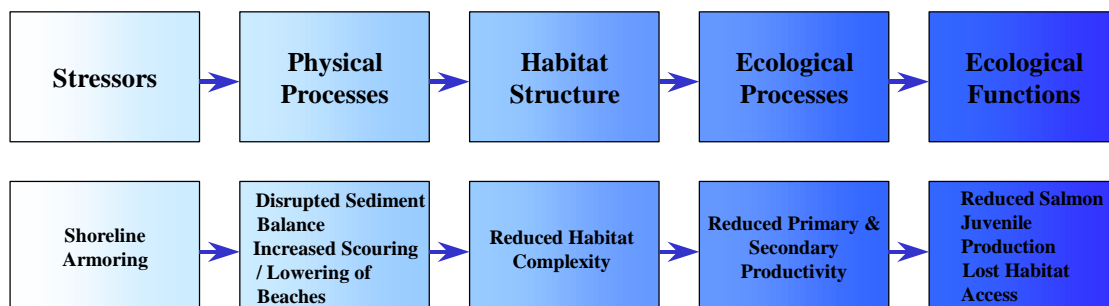 Stressors
Physical
Processes
Habitat
Structure
Ecological
Processes
Ecological
Functions
Shoreline
Armoring
Disrupted Sediment
Balance
Increased Scouring
/ Lowering of
Beaches
Reduced Habitat
Complexity
Reduced Primary &
Secondary
Productivity
Reduced Salmon
Juvenile
Production
Lost Habitat
Access